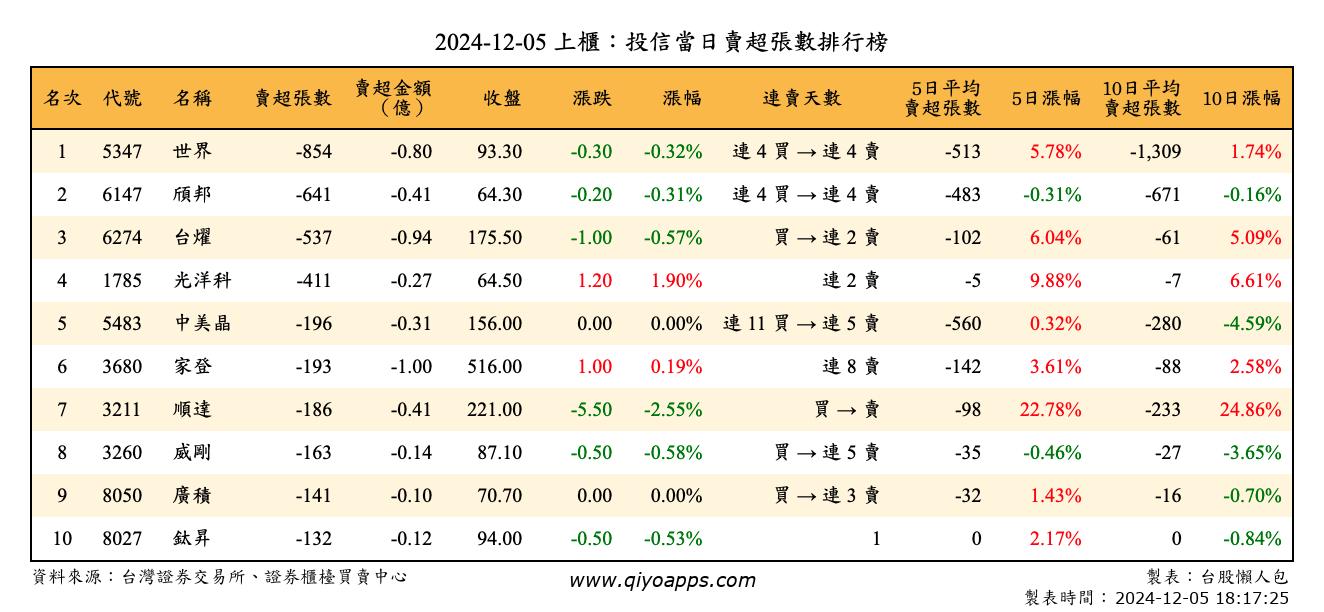 2024-12-05 上櫃：投信當日賣超張數排行榜
名次 代號 名稱 賣超張數 賣超金額（億） 收盤 漲跌 漲幅 連賣天數 5日平均賣超張數 5日漲幅 10日平均賣超張數 10日漲幅
1 5347 世界 -854 -0.80 93.30 -0.30 -0.32% 連 4 買 → 連 4 賣 -513 5.78% -1,309 1.74%
2 6147 頎邦 -641 -0.41 64.30 -0.20 -0.31% 連 4 買 → 連 4 賣 -483 -0.31% -671 -0.16%
3 6274 台燿 -537 -0.94 175.50 -1.00 -0.57% 買 → 連 2 賣 -102 6.04% -61 5.09%
4 1785 光洋科 -411 -0.27 64.50 1.20 1.90% 連 2 賣 -5 9.88% -7 6.61%
5 5483 中美晶 -196 -0.31 156.00 0.00 0.00% 連 11 買 → 連 5 賣 -560 0.32% -280 -4.59%
6 3680 家登 -193 -1.00 516.00 1.00 0.19% 連 8 賣 -142 3.61% -88 2.58%
7 3211 順達 -186 -0.41 221.00 -5.50 -2.55% 買 → 賣 -98 22.78% -233 24.86%
8 3260 威剛 -163 -0.14 87.10 -0.50 -0.58% 買 → 連 5 賣 -35 -0.46% -27 -3.65%
9 8050 廣積 -141 -0.10 70.70 0.00 0.00% 買 → 連 3 賣 -32 1.43% -16 -0.70%
10 8027 鈦昇 -132 -0.12 94.00 -0.50 -0.53% 1 0 2.17% 0 -0.84%
資料來源：台灣證券交易所、證券櫃檯買賣中心 www.qiyoapps.com 製表：台股懶人包
製表時間：2024-12-05 18:17:25